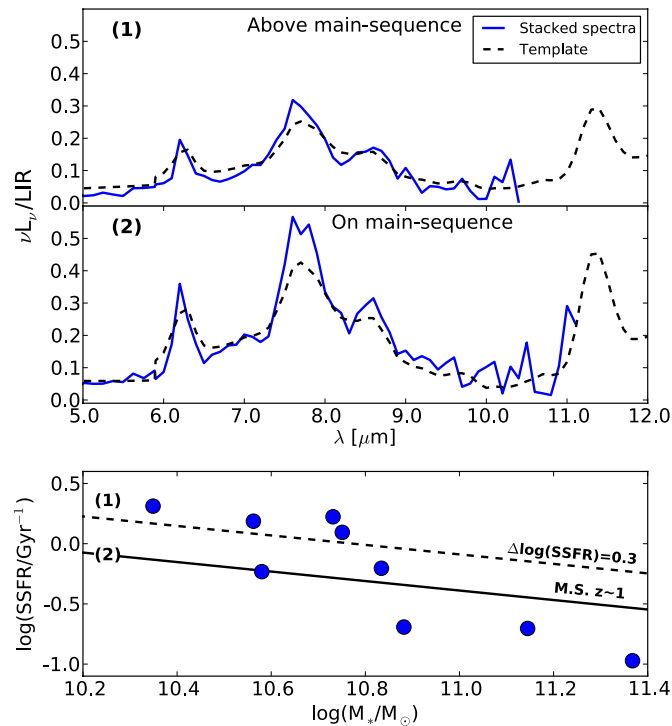 (1)
Above main-sequence
Stacked spectra
Template
0.5
0.4
0.3
0.2
0.1
0.0
(2)
On main-sequence
0.5
0.4
0.3
0.2
0.1
0.0
νL_ν/LIR
5.0 6.0 7.0 8.0 9.0 10.0 11.0 12.0
λ [μm]
0.5
0.0
-0.5
-1.0
log(SSFR/Gyr⁻¹)
(1)
(2)
Δlog(SSFR)=0.3
M.S. z~1
10.2 10.4 10.6 10.8 11.0 11.2 11.4
log(M_*/M_⊙)